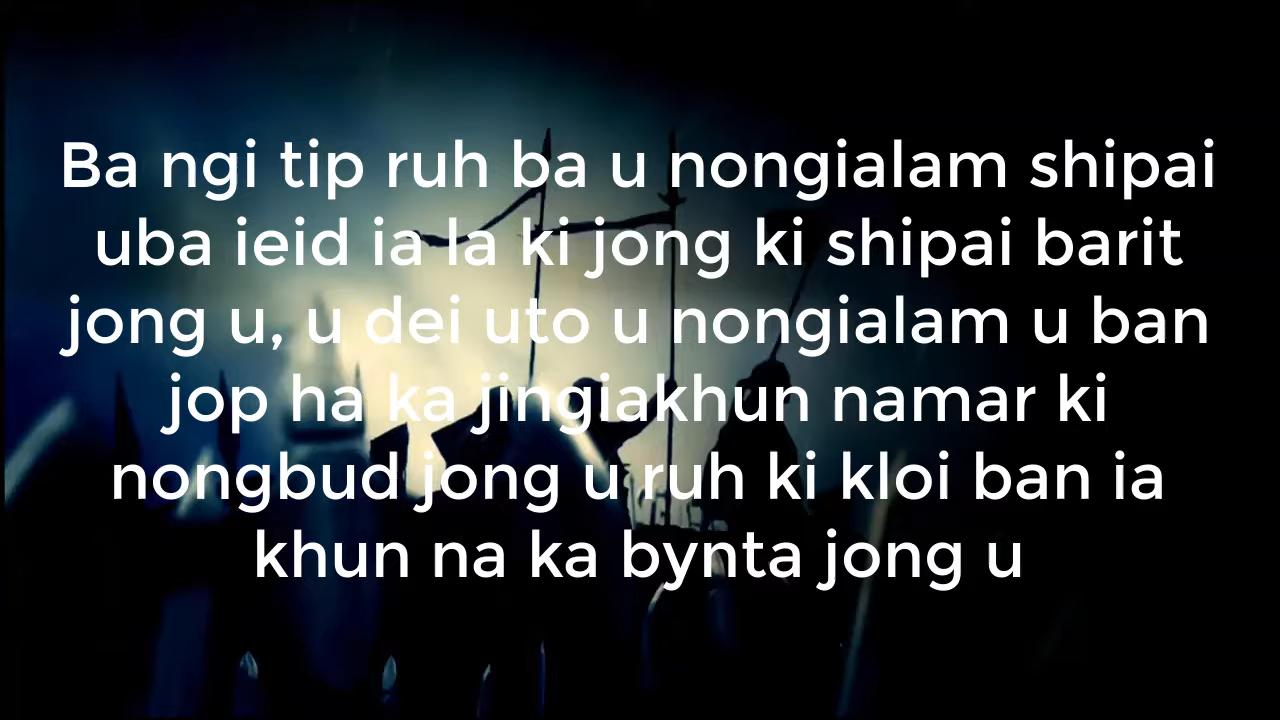 Ba ngi tip ruh ba u nongialam shipai
uba ieid ia la ki jong ki shipai barit
jong u, u dei uto u nongialam u ban
jop ha ka jingiakhun namar ki
nongbud jong u ruh ki kloi ban ia
khun na ka bynta jong u